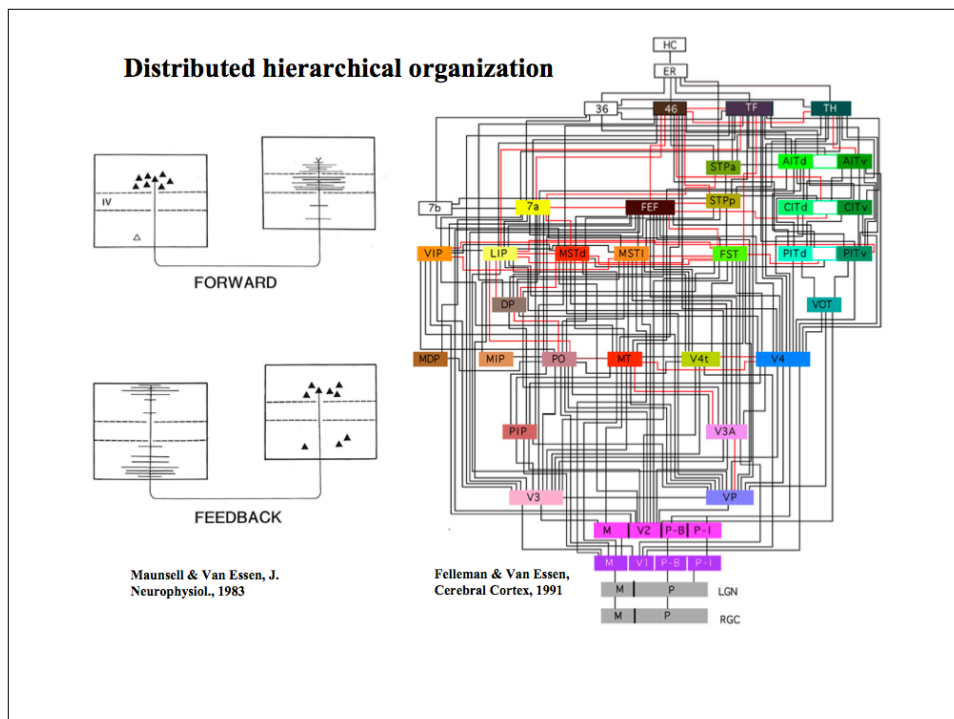 Distributed hierarchical organization
IV
FORWARD
FEEDBACK
Maunsell & Van Essen, J.
Neurophysiol., 1983
HC
ER
36 46 TF TH
STPa AITd AITv
7b 7a FEF STPp CITd CITv
VIP LIP MSTd MSTl FST PITd PITv
DP VOT
MDP MIP PO MT V4t V4
PIP V3A
V3 VP
M V2 P-B P-I
M V1 P-B P-I
M P LGN
M P RGC
Felleman & Van Essen,
Cerebral Cortex, 1991